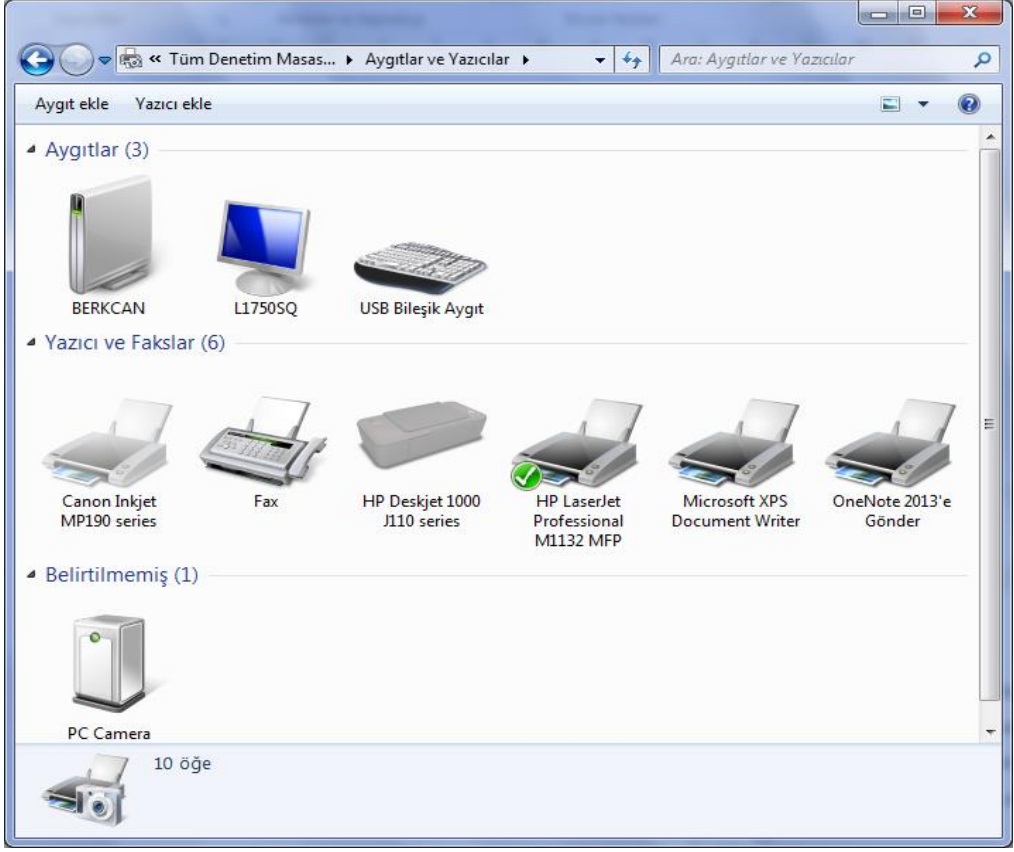 « Tüm Denetim Masas... ▸ Aygıtlar ve Yazıcılar ▸
Ara: Aygıtlar ve Yazıcılar
Aygıt ekle Yazıcı ekle
Aygıtlar (3)
BERKCAN
L1750SQ
USB Bileşik Aygıt
Yazıcı ve Fakslar (6)
Canon Inkjet
MP190 series
Fax
HP Deskjet 1000
J110 series
HP LaserJet
Professional
M1132 MFP
Microsoft XPS
Document Writer
OneNote 2013'e
Gönder
Belirtilmemiş (1)
PC Camera
10 öğe